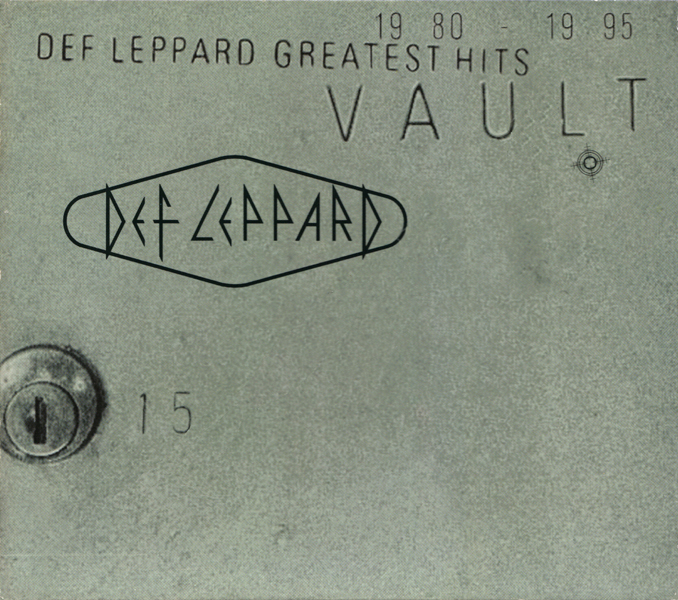 19 80 - 19 95
DEF LEPPARD GREATEST HITS
VAULT
DEF LEPPARD
15